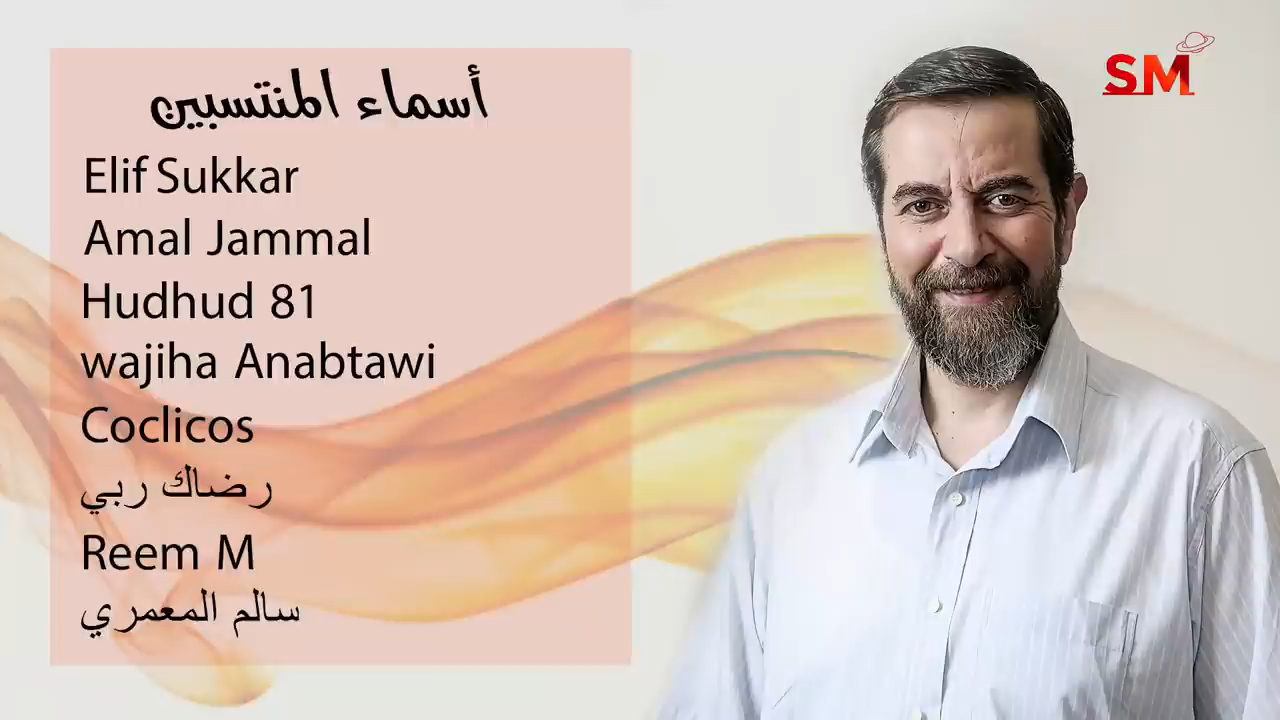 أسماء المنتسبين
Elif Sukkar
Amal Jammal
Hudhud 81
wajiha Anabtawi
Coclicos
رضاك ربي
Reem M
سالم المعمري
SM